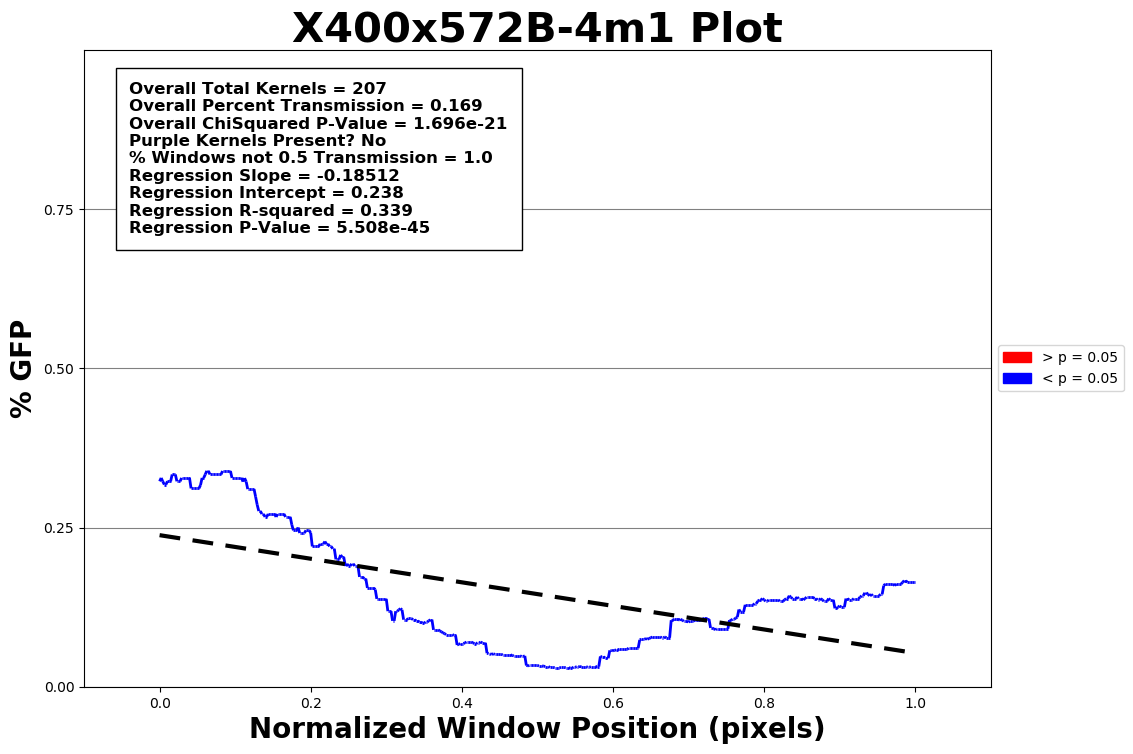 X400x572B-4m1 Plot
Overall Total Kernels = 207
Overall Percent Transmission = 0.169
Overall ChiSquared P-Value = 1.696e-21
Purple Kernels Present? No
% Windows not 0.5 Transmission = 1.0
Regression Slope = -0.18512
Regression Intercept = 0.238
Regression R-squared = 0.339
Regression P-Value = 5.508e-45
% GFP
0.75
0.50
0.25
0.00
> p = 0.05
< p = 0.05
0.0 0.2 0.4 0.6 0.8 1.0
Normalized Window Position (pixels)